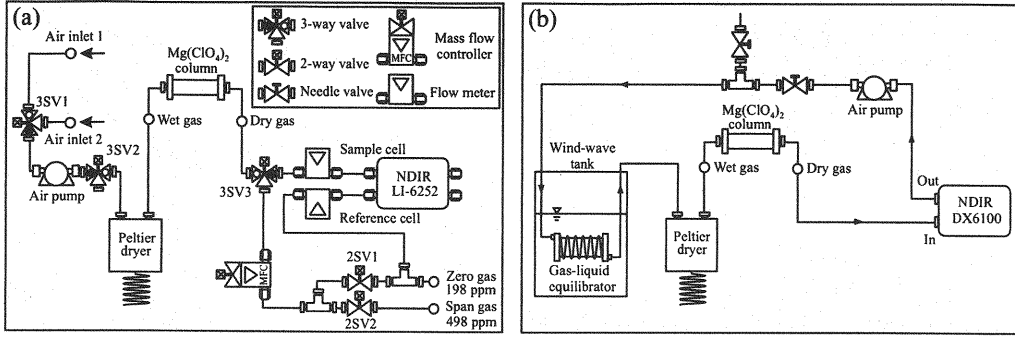 (a)
Air inlet 1
3SV1
Air inlet 2
3SV2
Air pump
Peltier
dryer
Mg(ClO4)2
column
Wet gas
Dry gas
3-way valve
2-way valve
Needle valve
MFC
Mass flow
controller
Flow meter
3SV3
Sample cell
Reference cell
NDIR
LI-6252
MFC
2SV1
2SV2
Zero gas
198 ppm
Span gas
498 ppm
(b)
Wind-wave
tank
Gas-liquid
cquilibrator
Peltier
dryer
Wet gas
Mg(ClO4)2
column
Dry gas
Air pump
Out
In
NDIR
DX6100